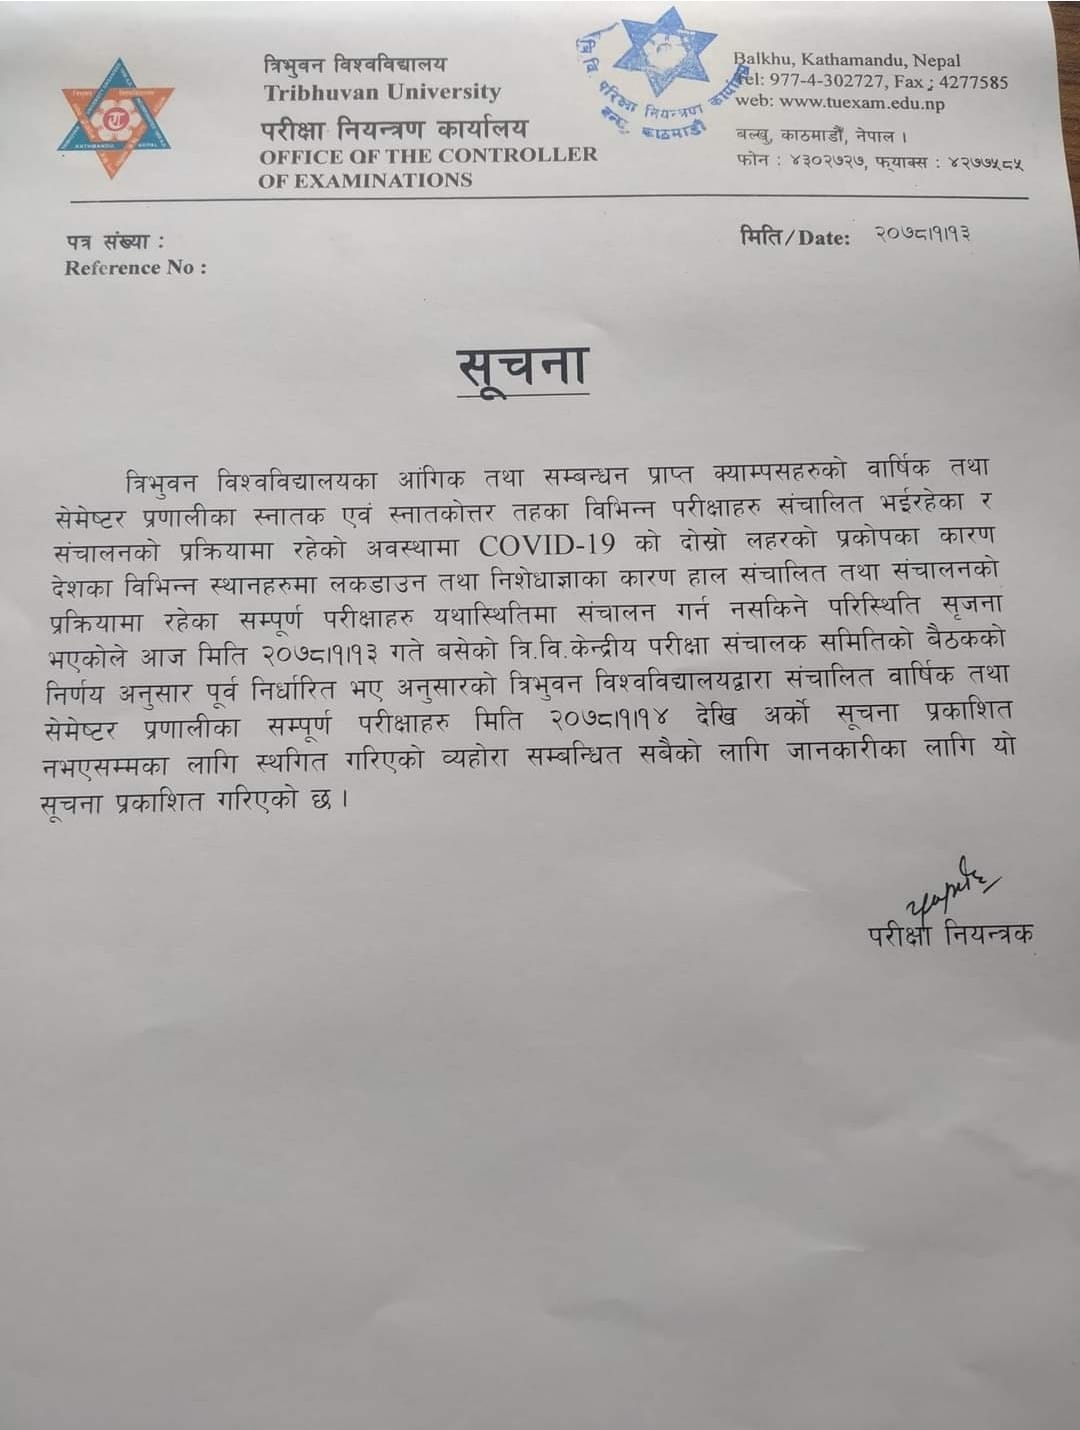 त्रिभुवन विश्वविद्यालय
Tribhuvan University
परीक्षा नियन्त्रण कार्यालय
OFFICE OF THE CONTROLLER
OF EXAMINATIONS
त्रि. वि. परिक्षा नियन्त्रण कार्यालय
बल्खु, काठमाडौं
Balkhu, Kathamandu, Nepal
Tel: 977-4-302727, Fax : 4277585
web: www.tuexam.edu.np
बल्खु, काठमाडौं, नेपाल ।
फोन : ४३०२७२७, फ्याक्स : ४२७७५८५
KATHMANDU NEPAL
पत्र संख्या :
Reference No :
मिति/Date: २०७८।१।१३
सूचना
त्रिभुवन विश्वविद्यालयका आंगिक तथा सम्बन्धन प्राप्त क्याम्पसहरुको वार्षिक तथा
सेमेष्टर प्रणालीका स्नातक एवं स्नातकोत्तर तहका विभिन्न परीक्षाहरु संचालित भईरहेका र
संचालनको प्रक्रियामा रहेको अवस्थामा COVID-19 को दोस्रो लहरको प्रकोपका कारण
देशका विभिन्न स्थानहरुमा लकडाउन तथा निशेधाज्ञाका कारण हाल संचालित तथा संचालनको
प्रक्रियामा रहेका सम्पूर्ण परीक्षाहरु यथास्थितिमा संचालन गर्न नसकिने परिस्थिति सृजना
भएकोले आज मिति २०७८।१।१३ गते बसेको त्रि.वि.केन्द्रीय परीक्षा संचालक समितिको बैठकको
निर्णय अनुसार पूर्व निर्धारित भए अनुसारको त्रिभुवन विश्वविद्यालयद्वारा संचालित वार्षिक तथा
सेमेष्टर प्रणालीका सम्पूर्ण परीक्षाहरु मिति २०७८।१।१४ देखि अर्को सूचना प्रकाशित
नभएसम्मका लागि स्थगित गरिएको व्यहोरा सम्बन्धित सबैको लागि जानकारीका लागि यो
सूचना प्रकाशित गरिएको छ ।
परीक्षा नियन्त्रक